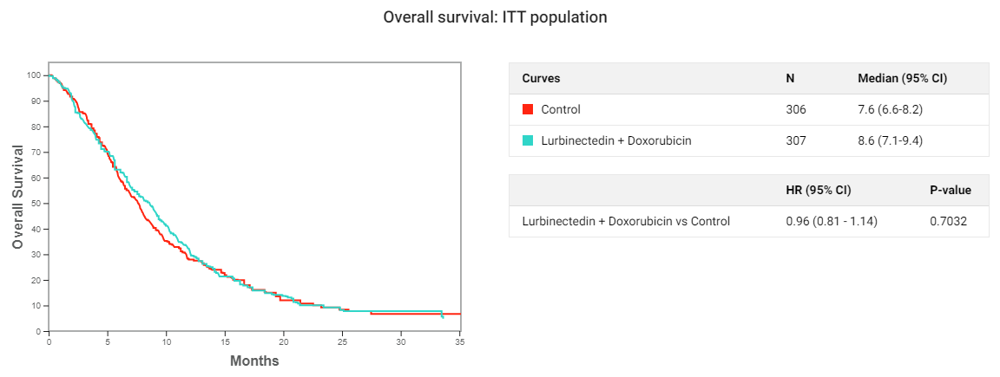 Overall survival: ITT population
Overall Survival
100
90
80
70
60
50
40
30
20
10
0
0 5 10 15 20 25 30 35
Months
Curves N Median (95% CI)
Control 306 7.6 (6.6-8.2)
Lurbinectedin + Doxorubicin 307 8.6 (7.1-9.4)
HR (95% CI) P-value
Lurbinectedin + Doxorubicin vs Control 0.96 (0.81 - 1.14) 0.7032